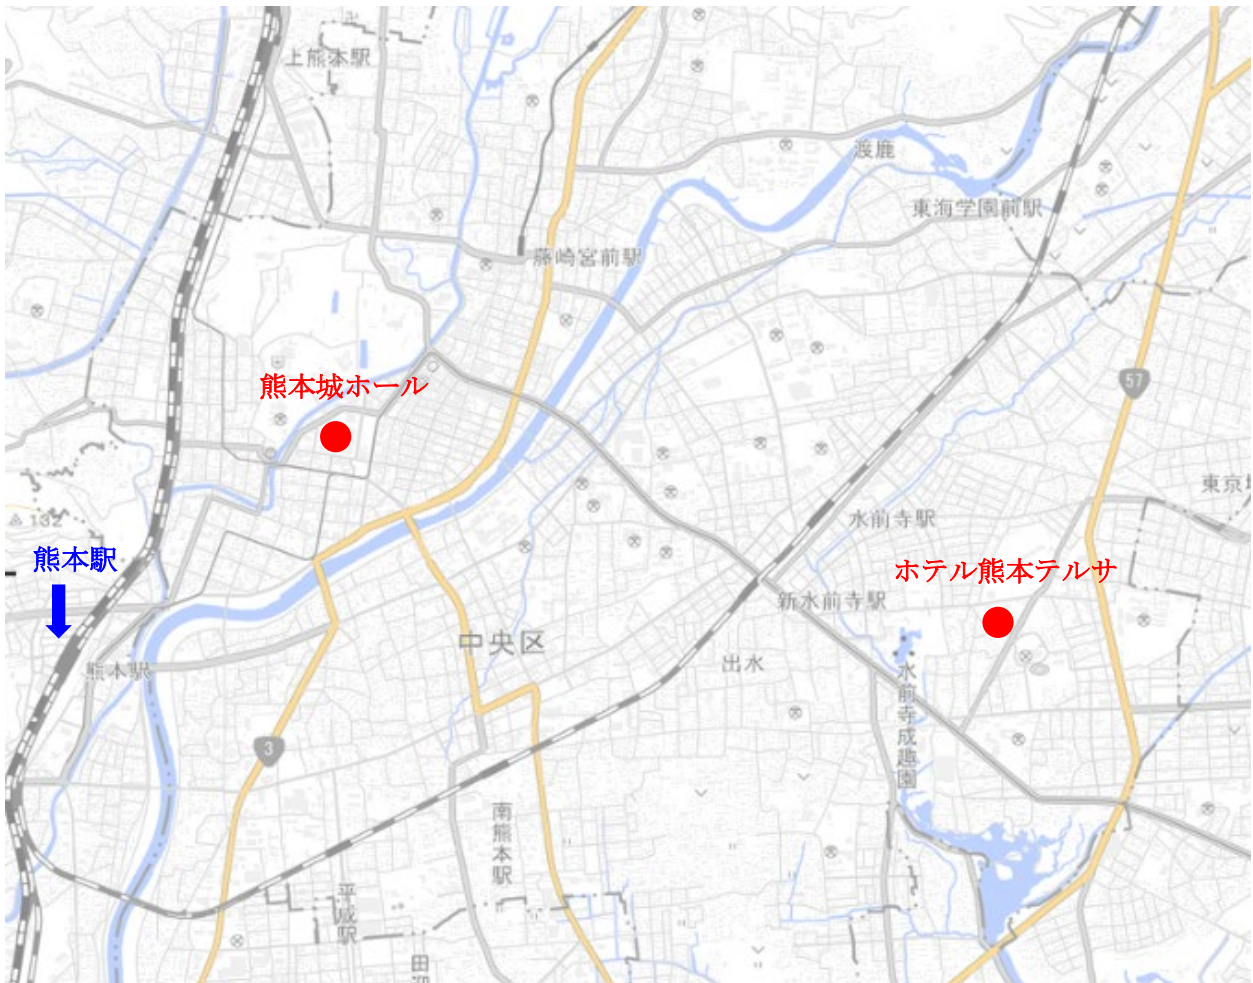 上熊本駅
渡鹿
東海学園前駅
藤崎宮前駅
57
熊本城ホール
東京
水前寺駅
132
熊本駅
ホテル熊本テルサ
新水前寺駅
中央区
出水
熊本駅
水前寺成趣園
3
南熊本駅
平成駅
田